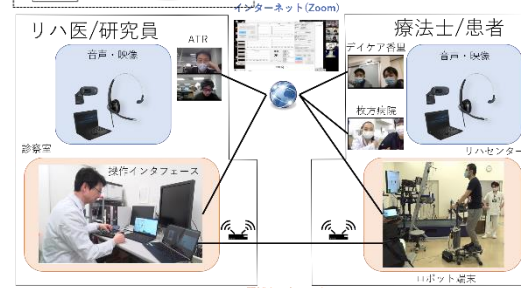 インターネット(Zoom)
リハ医/研究員
療法士/患者
ATR
デイケア香里
音声・映像
音声・映像
枚方病院
診察室
リハセンター
操作インタフェース
ロボット端末